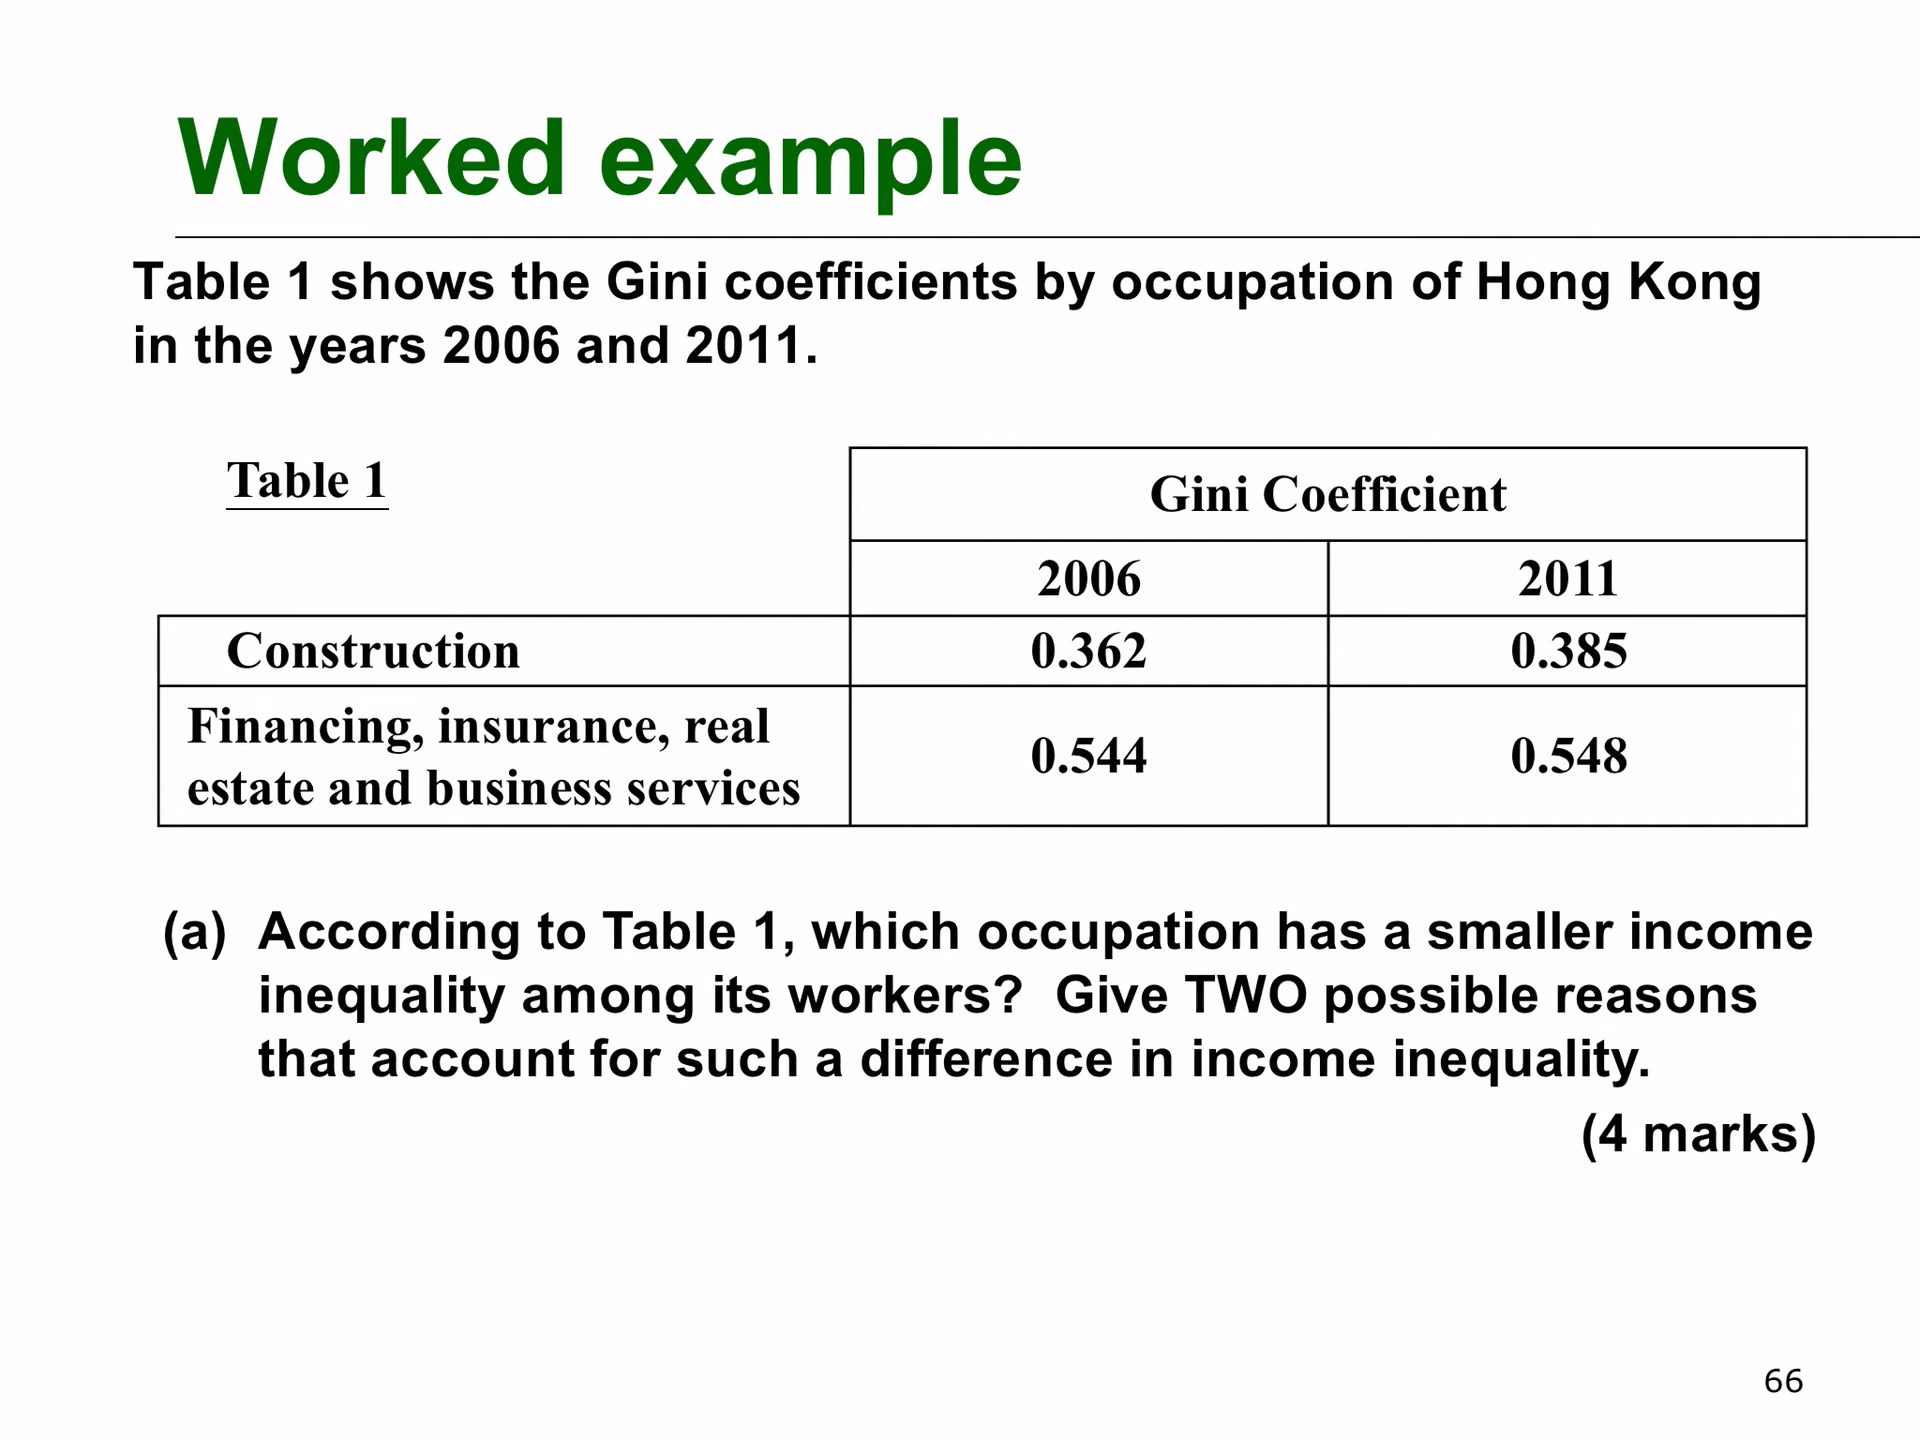 Worked example
Table 1 shows the Gini coefficients by occupation of Hong Kong
in the years 2006 and 2011.
Table 1
Gini Coefficient
2006 2011
Construction 0.362 0.385
Financing, insurance, real
estate and business services 0.544 0.548
(a) According to Table 1, which occupation has a smaller income
inequality among its workers? Give TWO possible reasons
that account for such a difference in income inequality.
(4 marks)
66